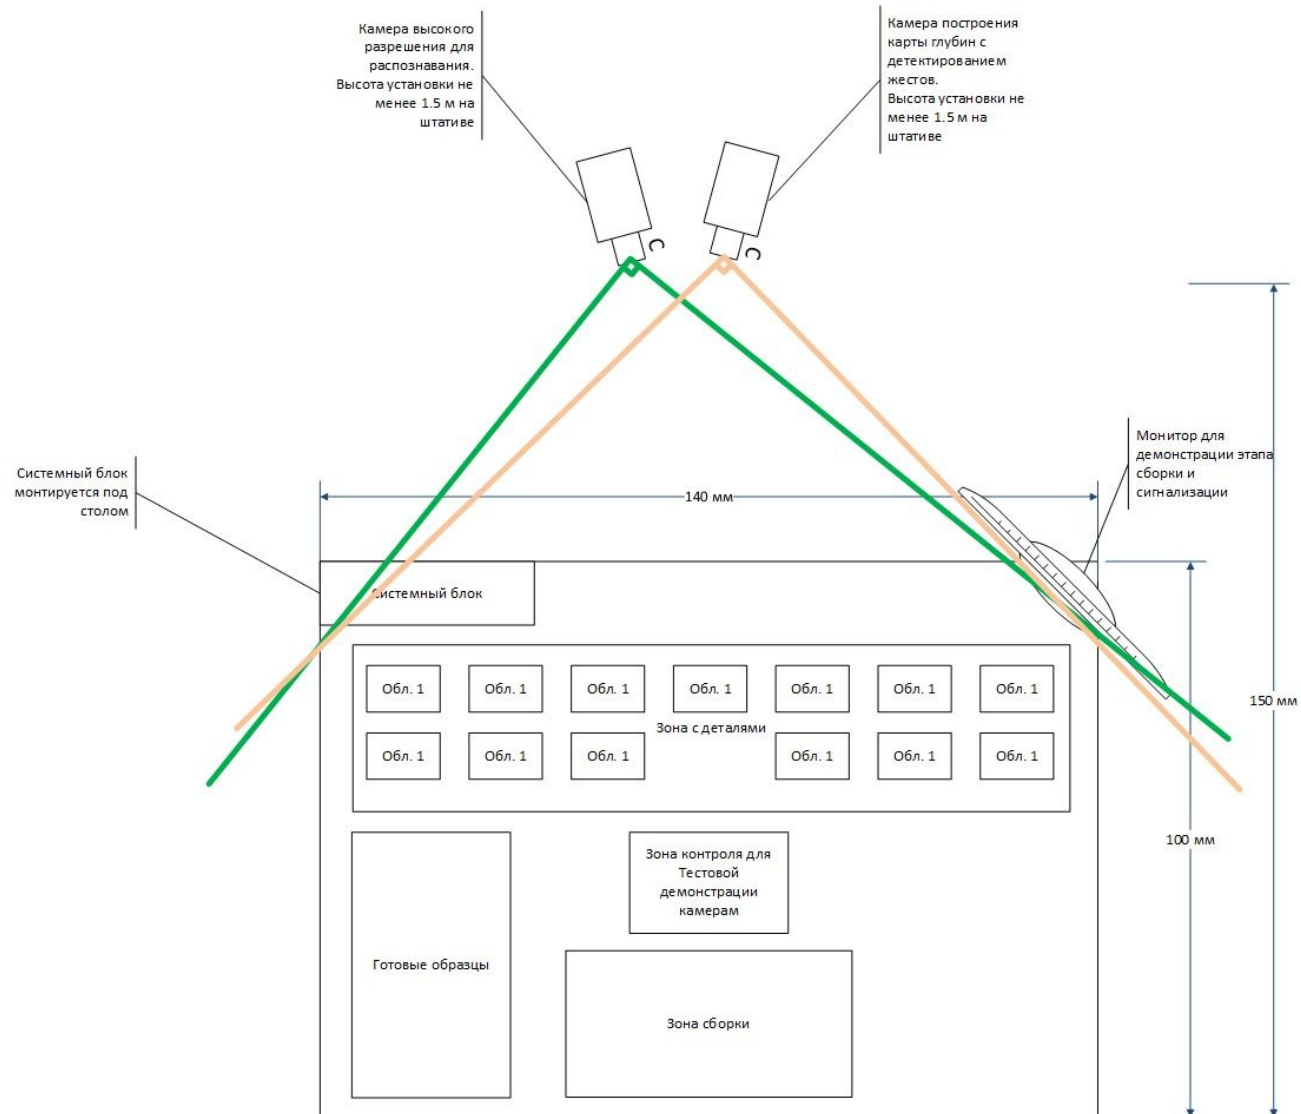 Камера высокого
разрешения для
распознавания.
Высота установки не
менее 1.5 м на
штативе
Камера построения
карты глубин с
детектированием
жестов.
Высота установки не
менее 1.5 м на
штативе
C
C
Системный блок
монтируется под
столом
140 мм
Монитор для
демонстрации этапа
сборки и
сигнализации
Системный блок
Обл. 1
Обл. 1
Обл. 1
Обл. 1
Обл. 1
Обл. 1
Обл. 1
Зона с деталями
Обл. 1
Обл. 1
Обл. 1
Обл. 1
Обл. 1
Обл. 1
150 мм
100 мм
Зона контроля для
Тестовой
демонстрации
камерам
Готовые образцы
Зона сборки